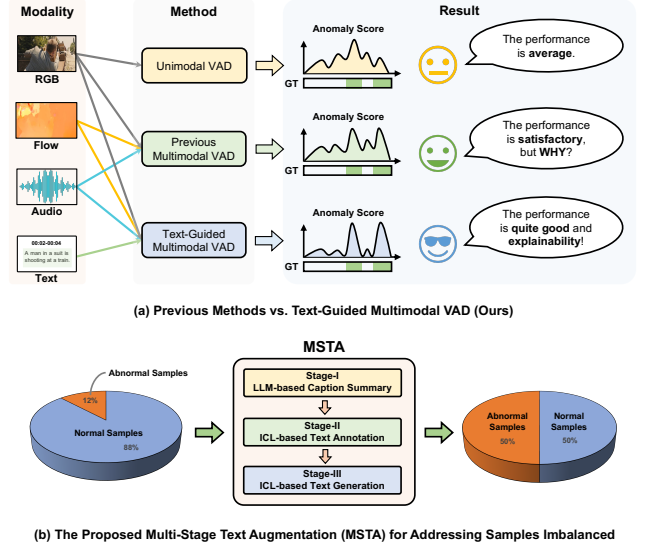 Modality
Method
Result
RGB
Flow
Audio
00:02-00:04
A man in a suit is
shooting at a train.
Text
Unimodal VAD
Previous
Multimodal VAD
Text-Guided
Multimodal VAD
Anomaly Score
GT
The performance
is average.
Anomaly Score
GT
The performance
is satisfactory,
but WHY?
Anomaly Score
GT
The performance
is quite good and
explainability!
(a) Previous Methods vs. Text-Guided Multimodal VAD (Ours)
Abnormal Samples
12%
Normal Samples
88%
MSTA
Stage-I
LLM-based Caption Summary
Stage-II
ICL-based Text Annotation
Stage-III
ICL-based Text Generation
Abnormal
Samples
50%
Normal
Samples
50%
(b) The Proposed Multi-Stage Text Augmentation (MSTA) for Addressing Samples Imbalanced